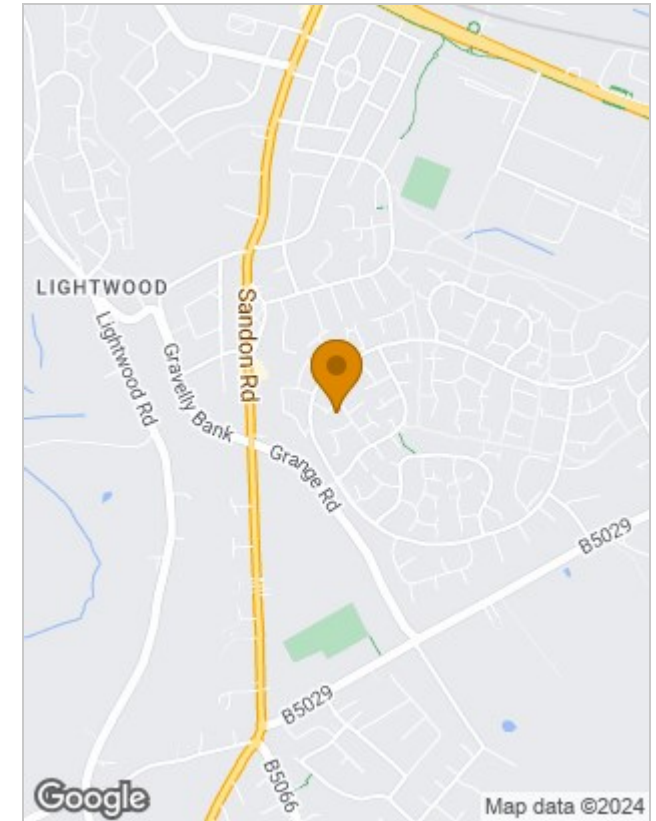 LIGHTWOOD
Sandon Rd
Lightwood Rd
Gravelly Bank
Grange Rd
B5029
B5029
B5066
Google
Map data ©2024